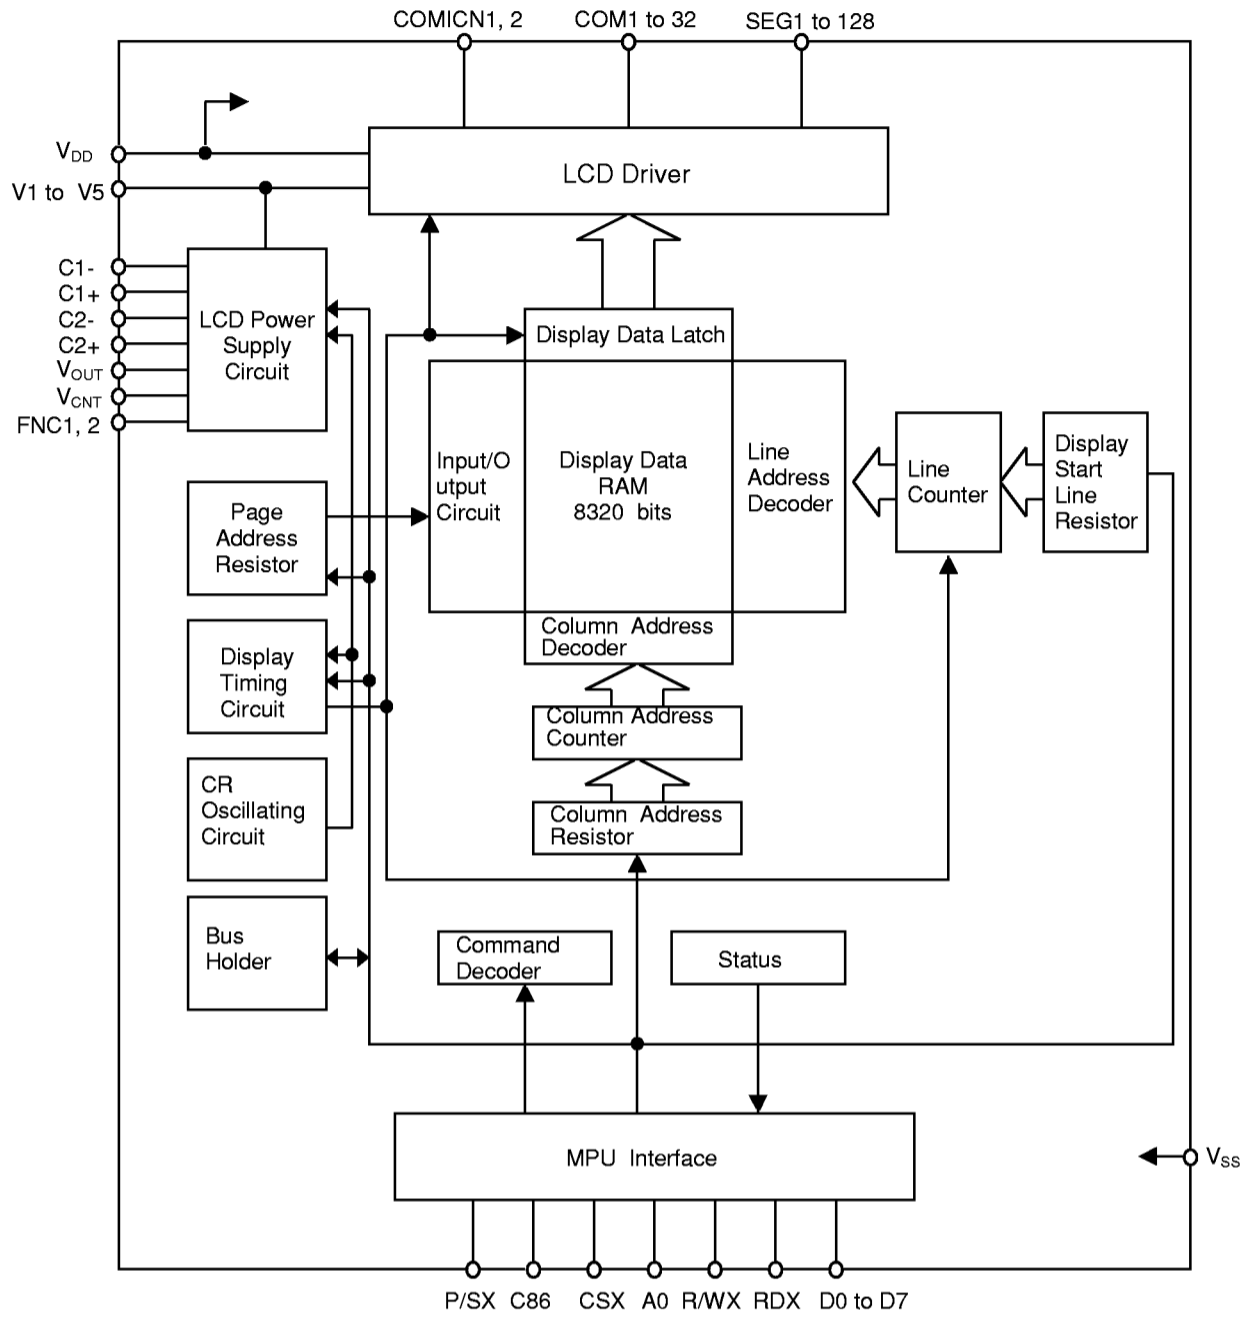 COMICN1, 2
COM1 to 32
SEG1 to 128
VDD
V1 to V5
LCD Driver
C1-
C1+
C2-
C2+
VOUT
VCNT
FNC1, 2
LCD Power
Supply
Circuit
Display Data Latch
Input/O
utput
Circuit
Display Data
RAM
8320 bits
Line
Address
Decoder
Line
Counter
Display
Start
Line
Resistor
Page
Address
Resistor
Column Address
Decoder
Display
Timing
Circuit
Column Address
Counter
CR
Oscillating
Circuit
Column Address
Resistor
Bus
Holder
Command
Decoder
Status
MPU Interface
VSS
P/SX
C86
CSX
A0
R/WX
RDX
D0 to D7